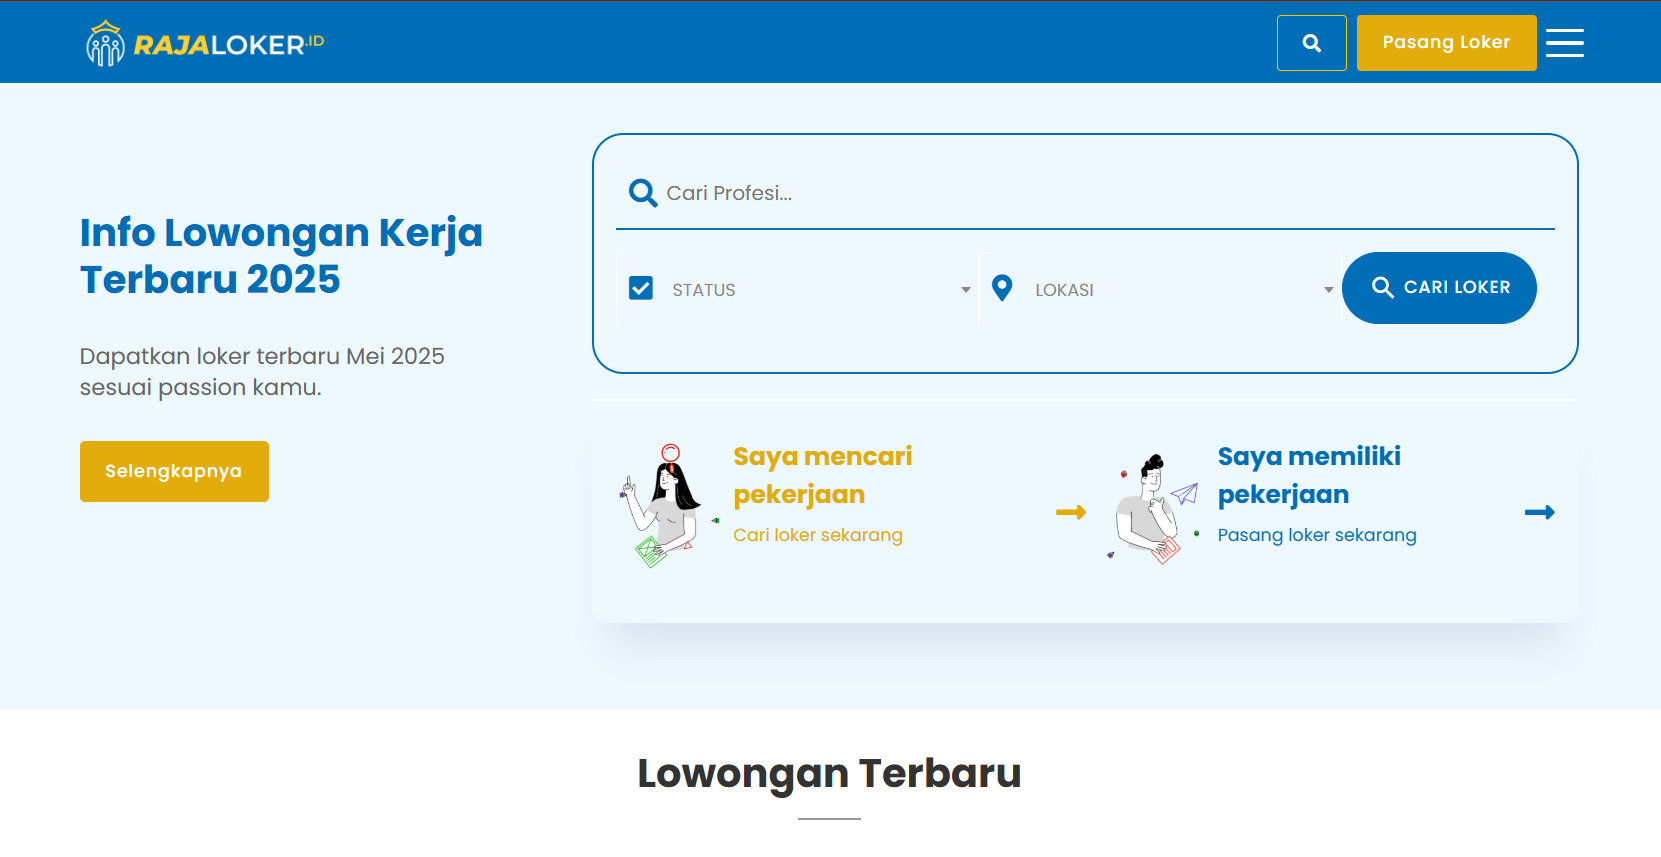 RAJALOKER.ID
Pasang Loker
Info Lowongan Kerja
Terbaru 2025
Dapatkan loker terbaru Mei 2025
sesuai passion kamu.
Selengkapnya
Cari Profesi...
STATUS
LOKASI
CARI LOKER
Saya mencari
pekerjaan
Cari loker sekarang
Saya memiliki
pekerjaan
Pasang loker sekarang
Lowongan Terbaru